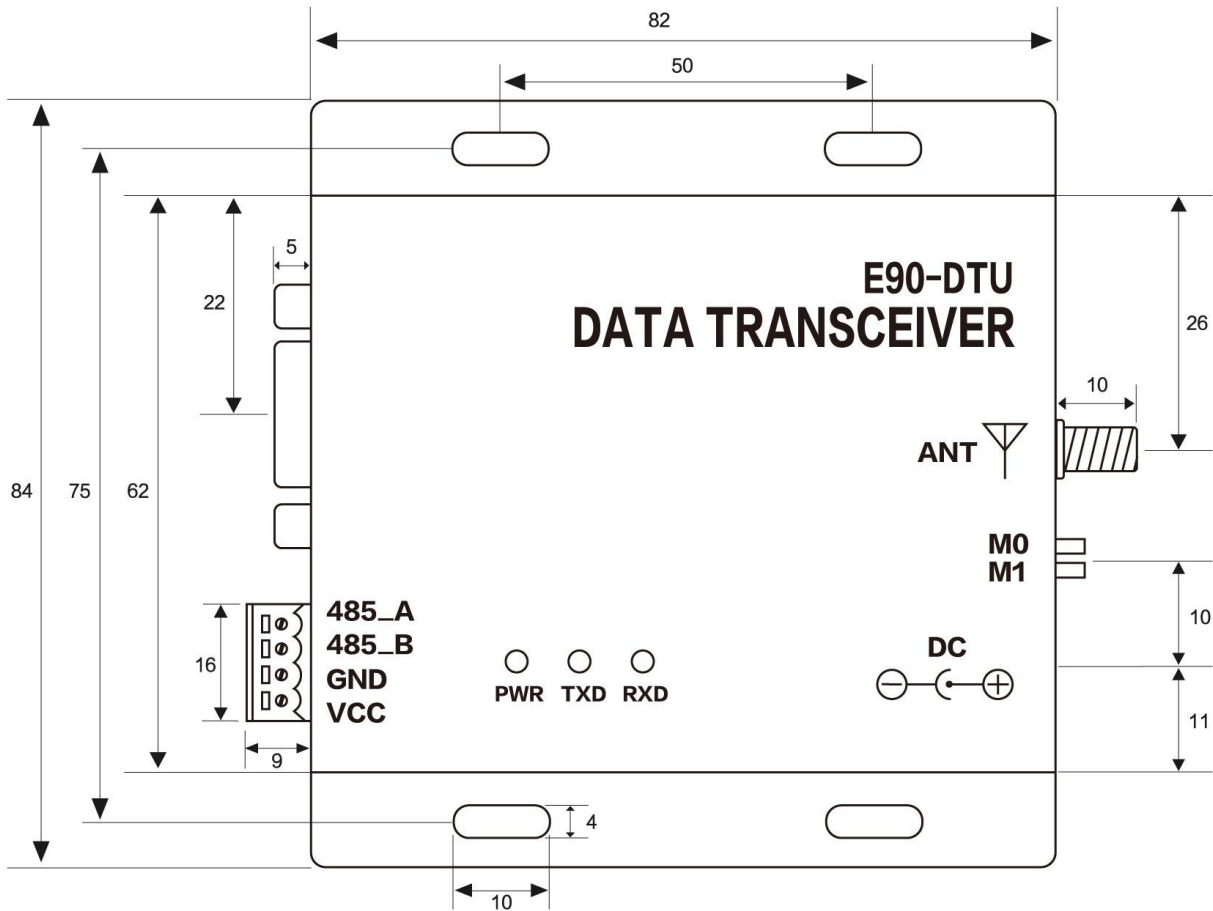 82
50
5
22
E90-DTU
DATA TRANSCEIVER
26
10
ANT
84
75
62
M0
M1
485_A
485_B
GND
VCC
16
9
PWR TXD RXD
DC
10
11
4
10